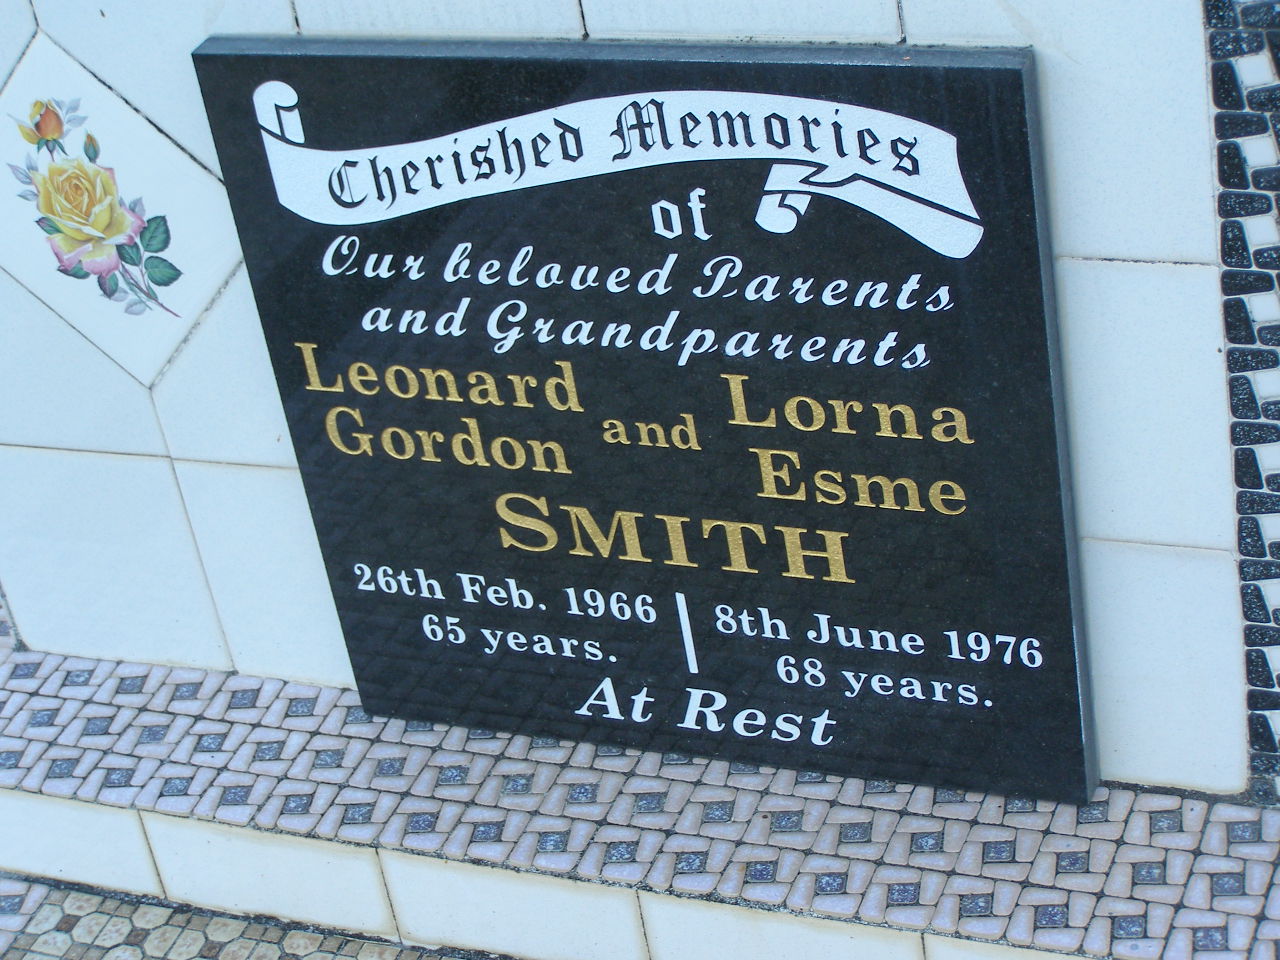 Cherished Memories
of
Our beloved Parents
and Grandparents
Leonard Gordon and Lorna Esme
SMITH
26th Feb. 1966 | 8th June 1976
65 years. 68 years.
At Rest